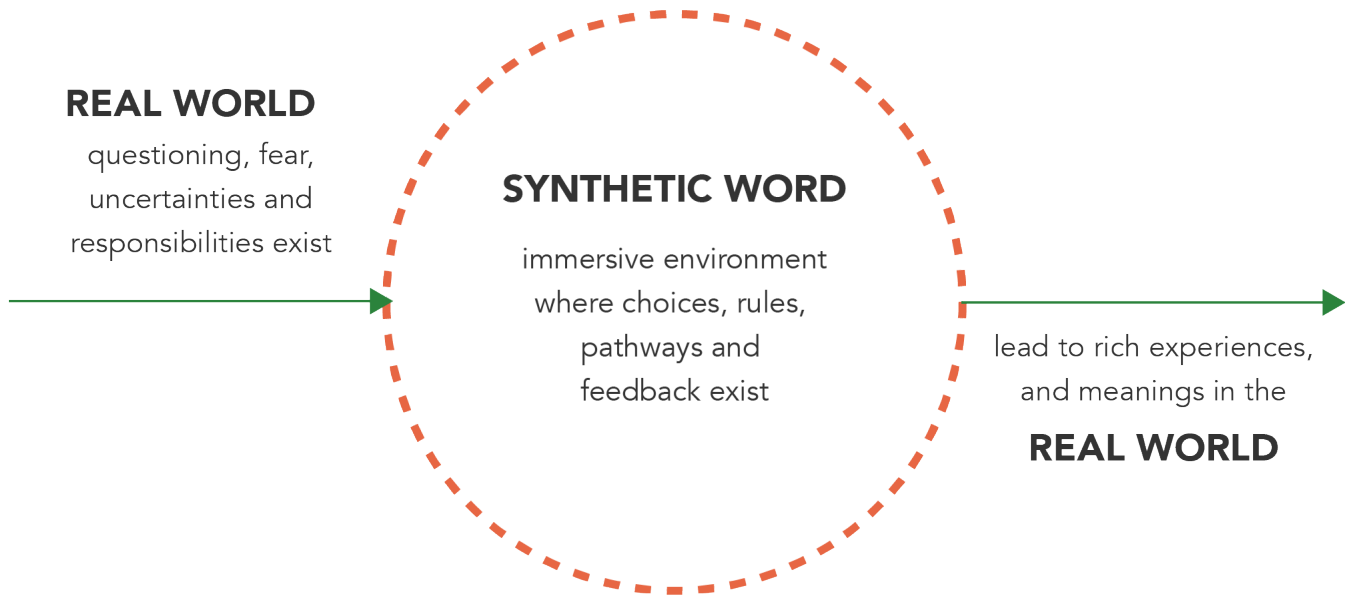 REAL WORLD
questioning, fear,
uncertainties and
responsibilities exist
SYNTHETIC WORD
immersive environment
where choices, rules,
pathways and
feedback exist
lead to rich experiences,
and meanings in the
REAL WORLD